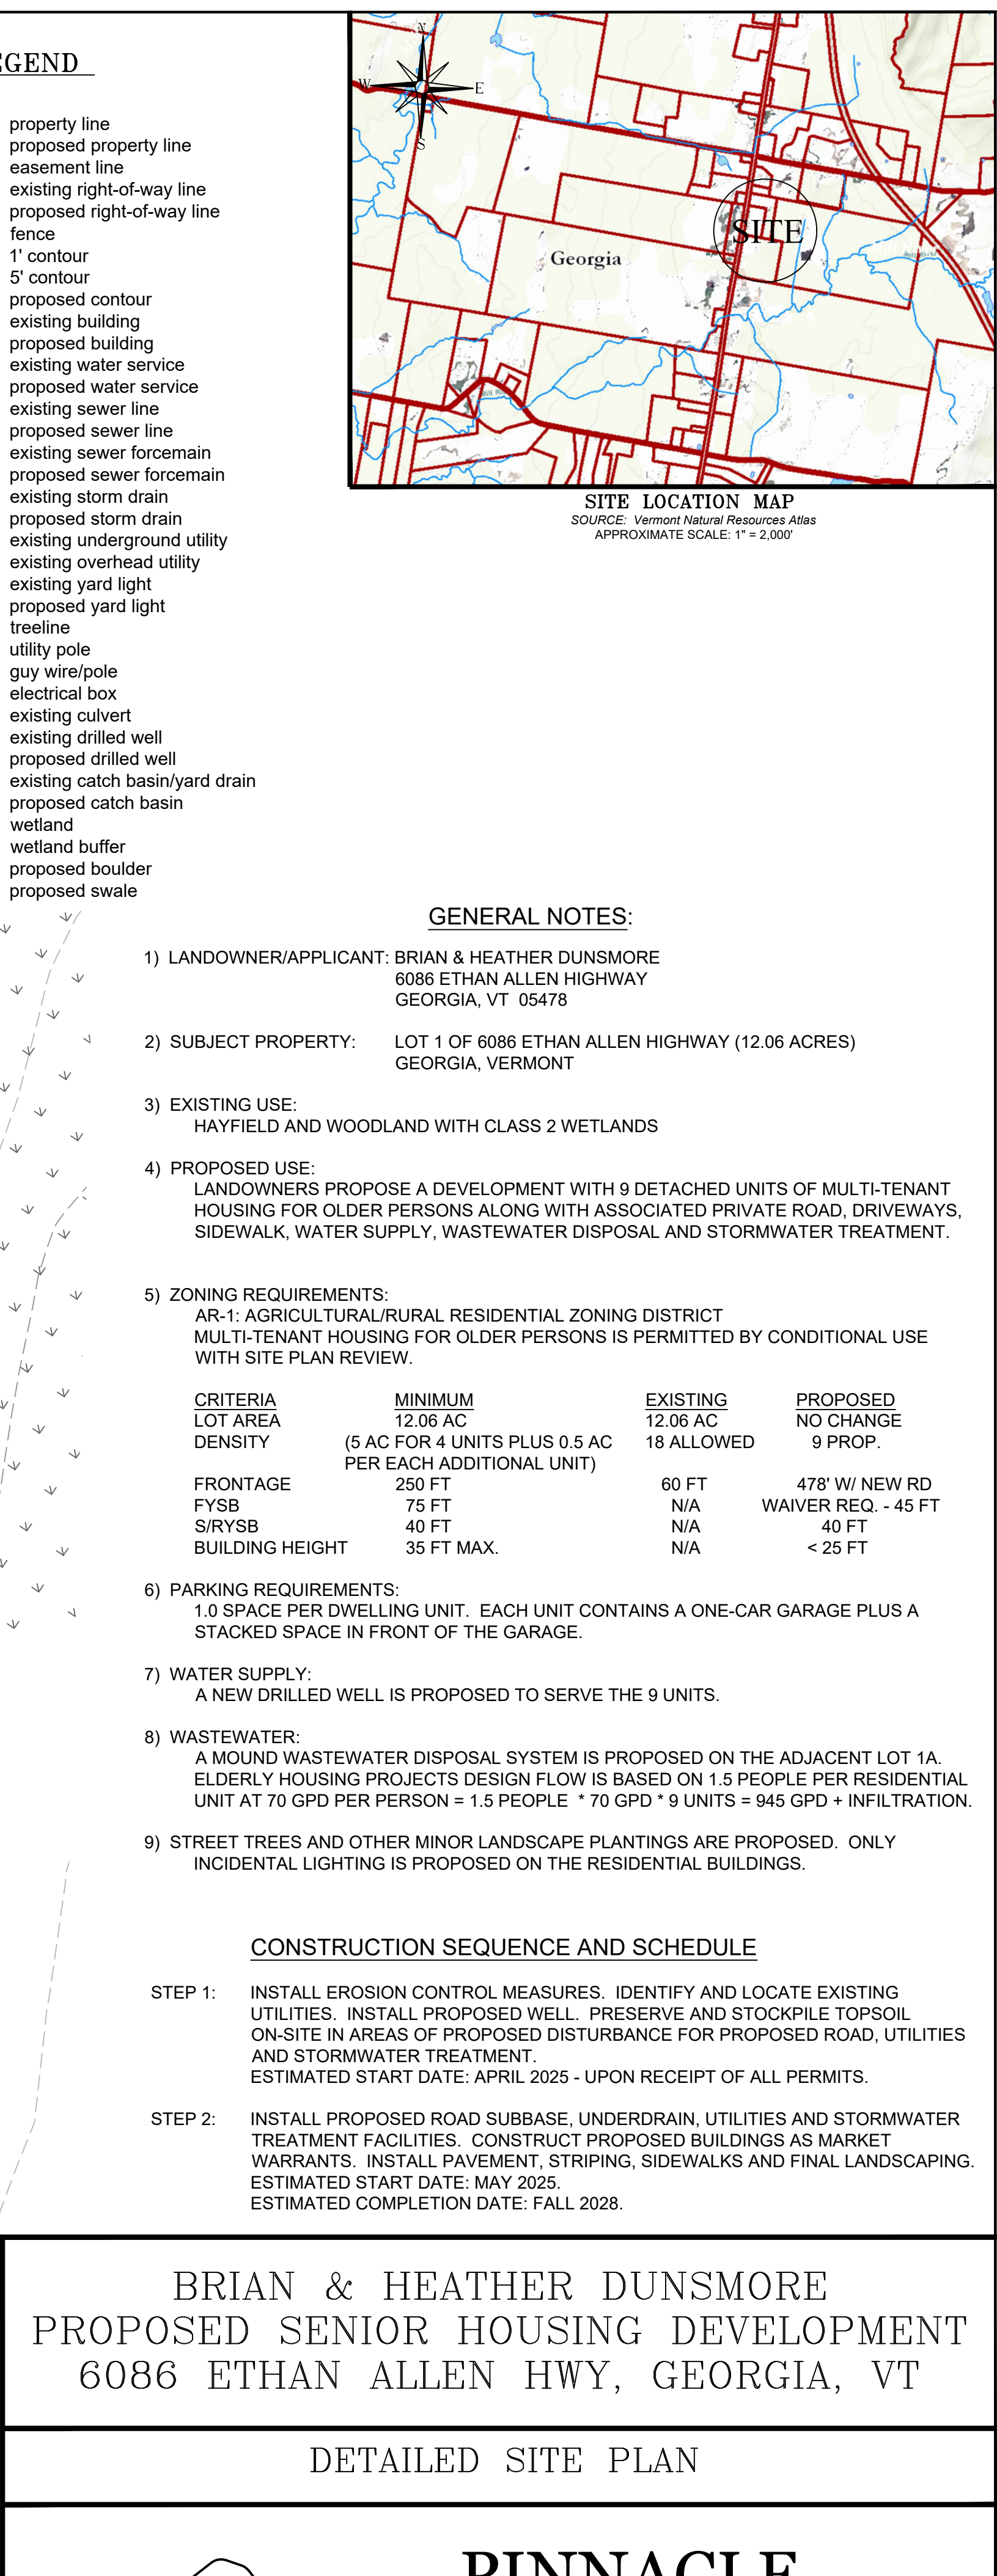 EGEND
property line
proposed property line
easement line
existing right-of-way line
proposed right-of-way line
fence
1' contour
5' contour
proposed contour
existing building
proposed building
existing water service
proposed water service
existing sewer line
proposed sewer line
existing sewer forcemain
proposed sewer forcemain
existing storm drain
proposed storm drain
existing underground utility
existing overhead utility
existing yard light
proposed yard light
treeline
utility pole
guy wire/pole
electrical box
existing culvert
existing drilled well
proposed drilled well
existing catch basin/yard drain
proposed catch basin
wetland
wetland buffer
proposed boulder
proposed swale
N
W E
S
SITE
Georgia
SITE LOCATION MAP
SOURCE: Vermont Natural Resources Atlas
APPROXIMATE SCALE: 1" = 2,000'
GENERAL NOTES:
1) LANDOWNER/APPLICANT: BRIAN & HEATHER DUNSMORE
6086 ETHAN ALLEN HIGHWAY
GEORGIA, VT 05478
2) SUBJECT PROPERTY: LOT 1 OF 6086 ETHAN ALLEN HIGHWAY (12.06 ACRES)
GEORGIA, VERMONT
3) EXISTING USE:
HAYFIELD AND WOODLAND WITH CLASS 2 WETLANDS
4) PROPOSED USE:
LANDOWNERS PROPOSE A DEVELOPMENT WITH 9 DETACHED UNITS OF MULTI-TENANT
HOUSING FOR OLDER PERSONS ALONG WITH ASSOCIATED PRIVATE ROAD, DRIVEWAYS,
SIDEWALK, WATER SUPPLY, WASTEWATER DISPOSAL AND STORMWATER TREATMENT.
5) ZONING REQUIREMENTS:
AR-1: AGRICULTURAL/RURAL RESIDENTIAL ZONING DISTRICT
MULTI-TENANT HOUSING FOR OLDER PERSONS IS PERMITTED BY CONDITIONAL USE
WITH SITE PLAN REVIEW.
CRITERIA MINIMUM EXISTING PROPOSED
LOT AREA 12.06 AC 12.06 AC NO CHANGE
DENSITY (5 AC FOR 4 UNITS PLUS 0.5 AC 18 ALLOWED 9 PROP.
PER EACH ADDITIONAL UNIT)
FRONTAGE 250 FT 60 FT 478' W/ NEW RD
FYSB 75 FT N/A WAIVER REQ. - 45 FT
S/RYSB 40 FT N/A 40 FT
BUILDING HEIGHT 35 FT MAX. N/A < 25 FT
6) PARKING REQUIREMENTS:
1.0 SPACE PER DWELLING UNIT. EACH UNIT CONTAINS A ONE-CAR GARAGE PLUS A
STACKED SPACE IN FRONT OF THE GARAGE.
7) WATER SUPPLY:
A NEW DRILLED WELL IS PROPOSED TO SERVE THE 9 UNITS.
8) WASTEWATER:
A MOUND WASTEWATER DISPOSAL SYSTEM IS PROPOSED ON THE ADJACENT LOT 1A.
ELDERLY HOUSING PROJECTS DESIGN FLOW IS BASED ON 1.5 PEOPLE PER RESIDENTIAL
UNIT AT 70 GPD PER PERSON = 1.5 PEOPLE * 70 GPD * 9 UNITS = 945 GPD + INFILTRATION.
9) STREET TREES AND OTHER MINOR LANDSCAPE PLANTINGS ARE PROPOSED. ONLY
INCIDENTAL LIGHTING IS PROPOSED ON THE RESIDENTIAL BUILDINGS.
CONSTRUCTION SEQUENCE AND SCHEDULE
STEP 1: INSTALL EROSION CONTROL MEASURES. IDENTIFY AND LOCATE EXISTING
UTILITIES. INSTALL PROPOSED WELL. PRESERVE AND STOCKPILE TOPSOIL
ON-SITE IN AREAS OF PROPOSED DISTURBANCE FOR PROPOSED ROAD, UTILITIES
AND STORMWATER TREATMENT.
ESTIMATED START DATE: APRIL 2025 - UPON RECEIPT OF ALL PERMITS.
STEP 2: INSTALL PROPOSED ROAD SUBBASE, UNDERDRAIN, UTILITIES AND STORMWATER
TREATMENT FACILITIES. CONSTRUCT PROPOSED BUILDINGS AS MARKET
WARRANTS. INSTALL PAVEMENT, STRIPING, SIDEWALKS AND FINAL LANDSCAPING.
ESTIMATED START DATE: MAY 2025.
ESTIMATED COMPLETION DATE: FALL 2028.
BRIAN & HEATHER DUNSMORE
PROPOSED SENIOR HOUSING DEVELOPMENT
6086 ETHAN ALLEN HWY, GEORGIA, VT
DETAILED SITE PLAN
PINNACLE